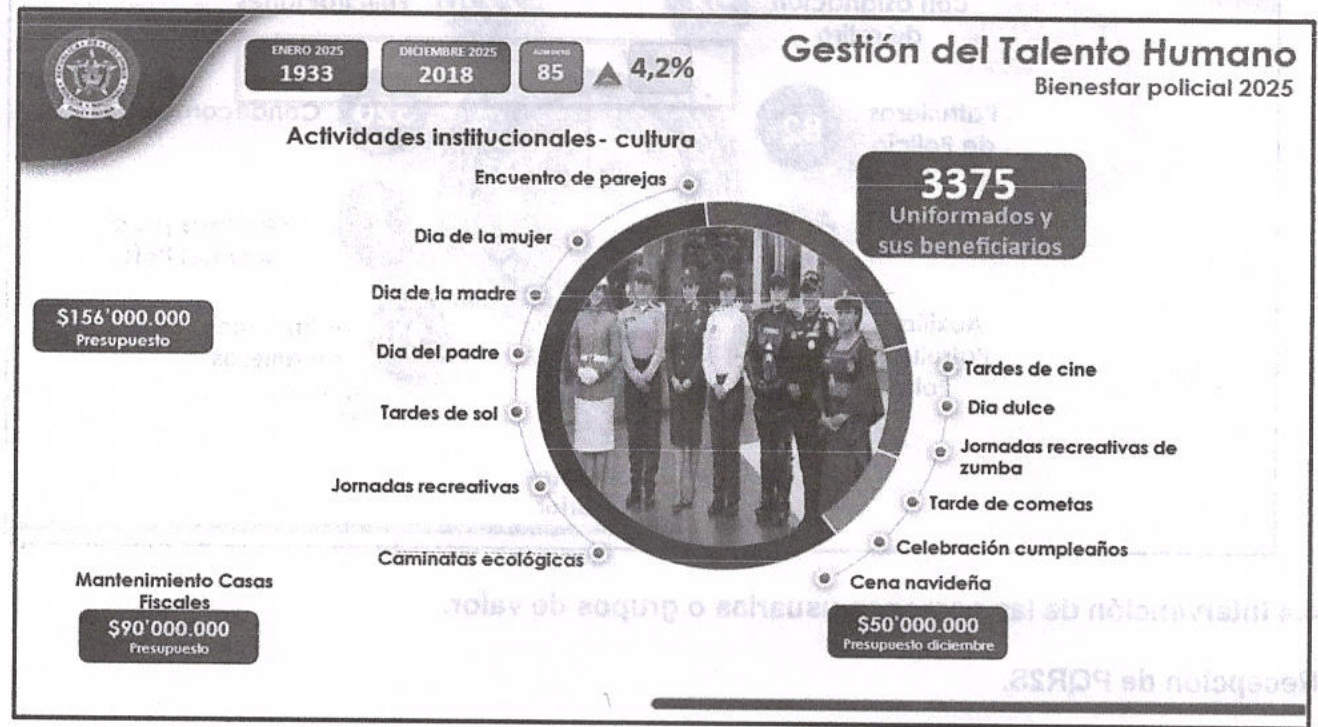 ENERO 2025
1933
DICIEMBRE 2025
2018
AUMENTO
85
4,2%
Gestión del Talento Humano
Bienestar policial 2025
Actividades institucionales- cultura
3375
Uniformados y
sus beneficiarios
Encuentro de parejas
Dia de la mujer
Dia de la madre
Dia del padre
Tardes de sol
Jornadas recreativas
Caminatas ecológicas
$156'000.000
Presupuesto
Tardes de cine
Dia dulce
Jornadas recreativas de
zumba
Tarde de cometas
Celebración cumpleaños
Cena navideña
$50'000.000
Presupuesto diciembre
Mantenimiento Casas
Fiscales
$90'000.000
Presupuesto